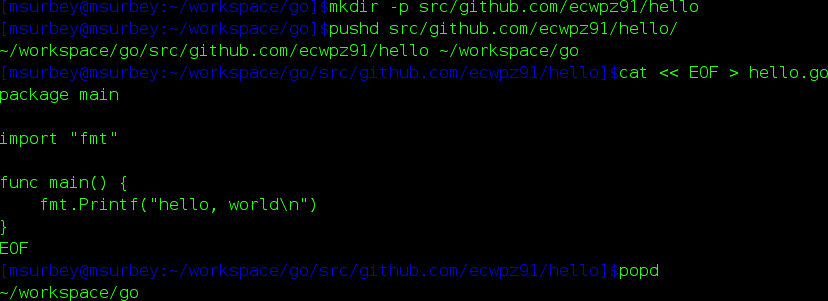 [msurbey@msurbey:~/workspace/go]$mkdir -p src/github.com/ecwpz91/hello
[msurbey@msurbey:~/workspace/go]$pushd src/github.com/ecwpz91/hello/
~/workspace/go/src/github.com/ecwpz91/hello ~/workspace/go
[msurbey@msurbey:~/workspace/go/src/github.com/ecwpz91/hello]$cat << EOF > hello.go
package main

import "fmt"

func main() {
    fmt.Printf("hello, world\n")
}
EOF
[msurbey@msurbey:~/workspace/go/src/github.com/ecwpz91/hello]$popd
~/workspace/go